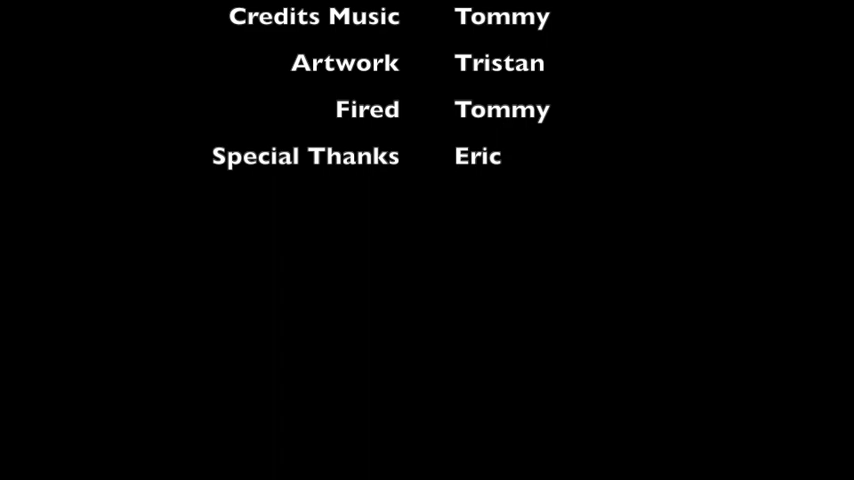 Credits Music Tommy
Artwork Tristan
Fired Tommy
Special Thanks Eric